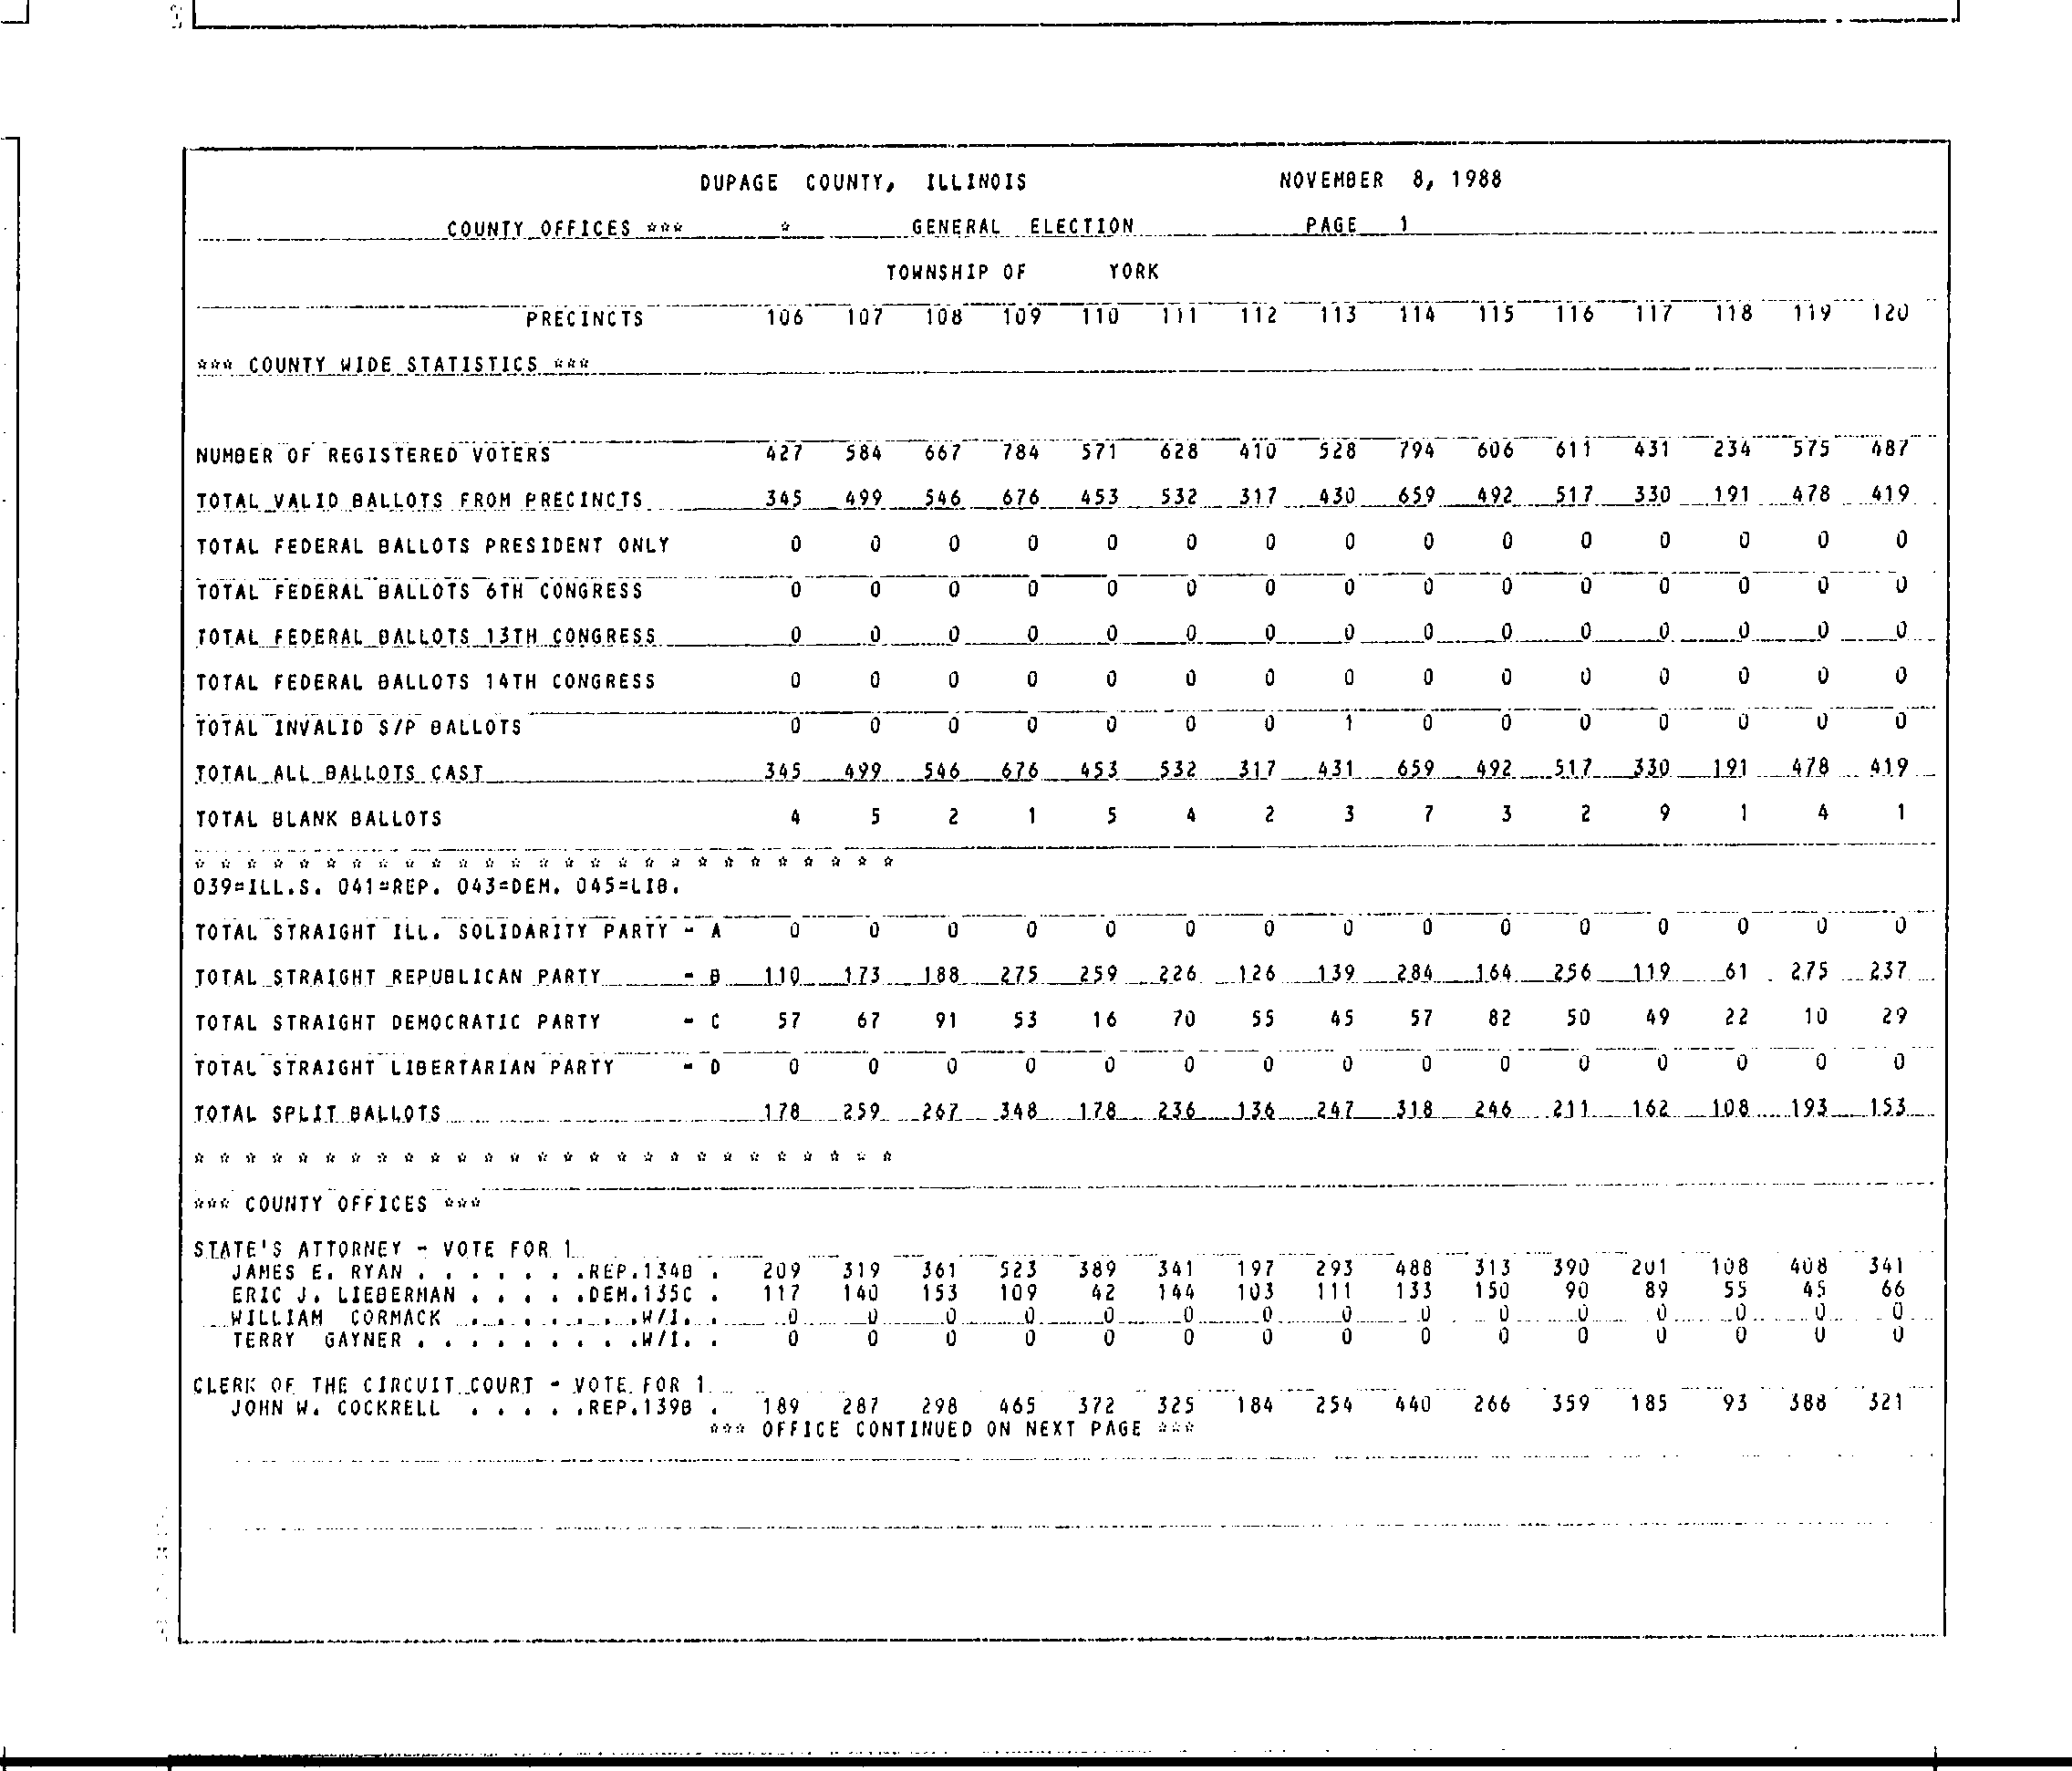 DUPAGE COUNTY, ILLINOIS NOVEMBER 8, 1988
COUNTY OFFICES *** * GENERAL ELECTION PAGE 1
TOWNSHIP OF YORK
PRECINCTS 106 107 108 109 110 111 112 113 114 115 116 117 118 119 120
*** COUNTY WIDE STATISTICS ***
NUMBER OF REGISTERED VOTERS 427 584 667 784 571 628 410 528 794 606 611 431 234 575 487
TOTAL VALID BALLOTS FROM PRECINCTS 345 499 546 676 453 532 317 430 659 492 517 330 191 478 419
TOTAL FEDERAL BALLOTS PRESIDENT ONLY 0 0 0 0 0 0 0 0 0 0 0 0 0 0 0
TOTAL FEDERAL BALLOTS 6TH CONGRESS 0 0 0 0 0 0 0 0 0 0 0 0 0 0 0
TOTAL FEDERAL BALLOTS 13TH CONGRESS 0 0 0 0 0 0 0 0 0 0 0 0 0 0 0
TOTAL FEDERAL BALLOTS 14TH CONGRESS 0 0 0 0 0 0 0 0 0 0 0 0 0 0 0
TOTAL INVALID S/P BALLOTS 0 0 0 0 0 0 0 1 0 0 0 0 0 0 0
TOTAL ALL BALLOTS CAST 345 499 546 676 453 532 317 431 659 492 517 330 191 478 419
TOTAL BLANK BALLOTS 4 5 2 1 5 4 2 3 7 3 2 9 1 4 1
* * * * * * * * * * * * * * * * * * * * * * * * * * *
039=ILL.S. 041=REP. 043=DEM. 045=LIB.
TOTAL STRAIGHT ILL. SOLIDARITY PARTY - A 0 0 0 0 0 0 0 0 0 0 0 0 0 0 0
TOTAL STRAIGHT REPUBLICAN PARTY - B 110 173 188 275 259 226 126 139 284 164 256 119 61 275 237
TOTAL STRAIGHT DEMOCRATIC PARTY - C 57 67 91 53 16 70 55 45 57 82 50 49 22 10 29
TOTAL STRAIGHT LIBERTARIAN PARTY - D 0 0 0 0 0 0 0 0 0 0 0 0 0 0 0
TOTAL SPLIT BALLOTS 178 259 267 348 178 236 136 247 318 246 211 162 108 193 153
* * * * * * * * * * * * * * * * * * * * * * * * * * *
*** COUNTY OFFICES ***
STATE'S ATTORNEY - VOTE FOR 1
JAMES E. RYAN . . . . . . .REP.134B . 209 319 361 523 389 341 197 293 488 313 390 201 108 408 341
ERIC J. LIEBERMAN . . . . .DEM.135C . 117 140 153 109 42 144 103 111 133 150 90 89 55 45 66
WILLIAM CORMACK . . . . . . .W/I. . 0 0 0 0 0 0 0 0 0 0 0 0 0 0 0
TERRY GAYNER . . . . . . . . .W/I. . 0 0 0 0 0 0 0 0 0 0 0 0 0 0 0
CLERK OF THE CIRCUIT COURT - VOTE FOR 1
JOHN W. COCKRELL . . . . .REP.139B . 189 287 298 465 372 325 184 254 440 266 359 185 93 388 321
*** OFFICE CONTINUED ON NEXT PAGE ***